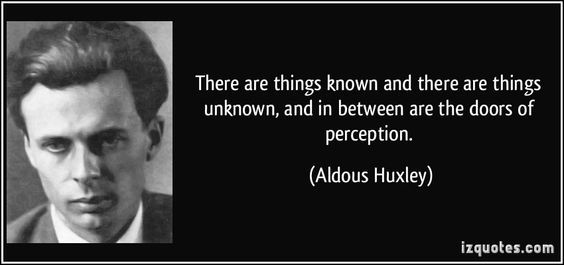 There are things known and there are things
unknown, and in between are the doors of
perception.
(Aldous Huxley)
izquotes.com